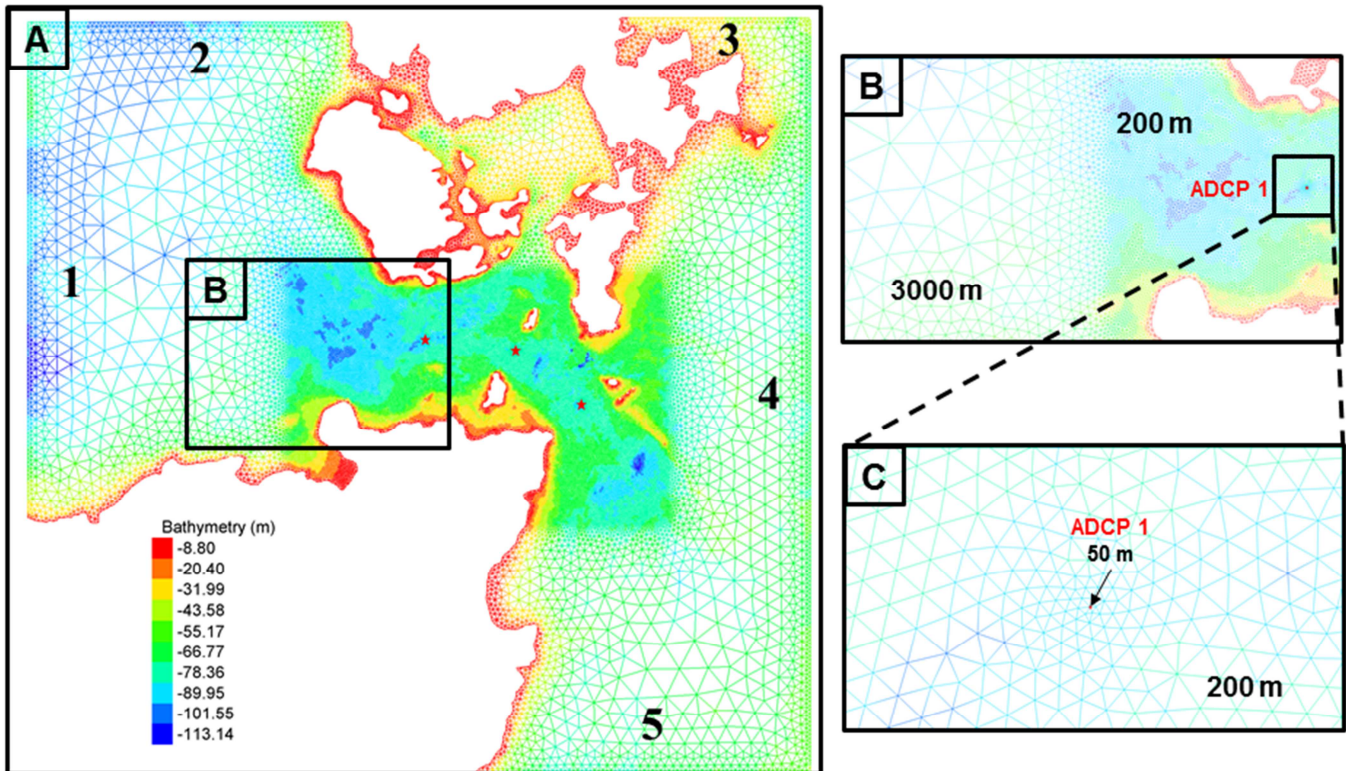 A
2
3
1
B
4
5
Bathymetry (m)
-8.80
-20.40
-31.99
-43.58
-55.17
-66.77
-78.36
-89.95
-101.55
-113.14
B
200 m
ADCP 1
3000 m
C
ADCP 1
50 m
200 m